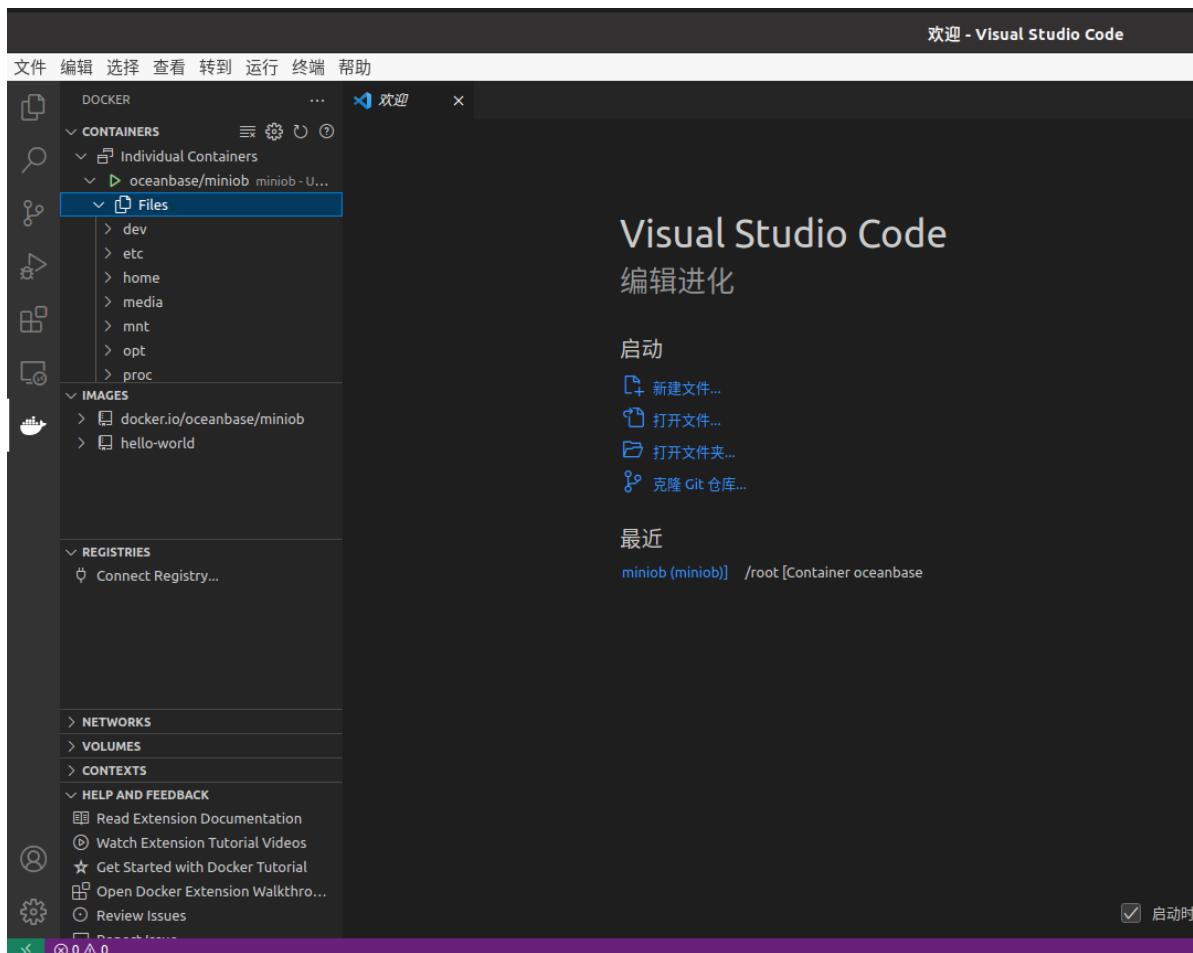 欢迎 - Visual Studio Code
文件 编辑 选择 查看 转到 运行 终端 帮助
DOCKER
欢迎
CONTAINERS
Individual Containers
oceanbase/miniob miniob - U...
Files
dev
etc
home
media
mnt
opt
proc
IMAGES
docker.io/oceanbase/miniob
hello-world
REGISTRIES
Connect Registry...
NETWORKS
VOLUMES
CONTEXTS
HELP AND FEEDBACK
Read Extension Documentation
Watch Extension Tutorial Videos
Get Started with Docker Tutorial
Open Docker Extension Walkthro...
Review Issues
Visual Studio Code
编辑进化
启动
新建文件...
打开文件...
打开文件夹...
克隆 Git 仓库...
最近
miniob (miniob)] /root [Container oceanbase
启动时
0 0